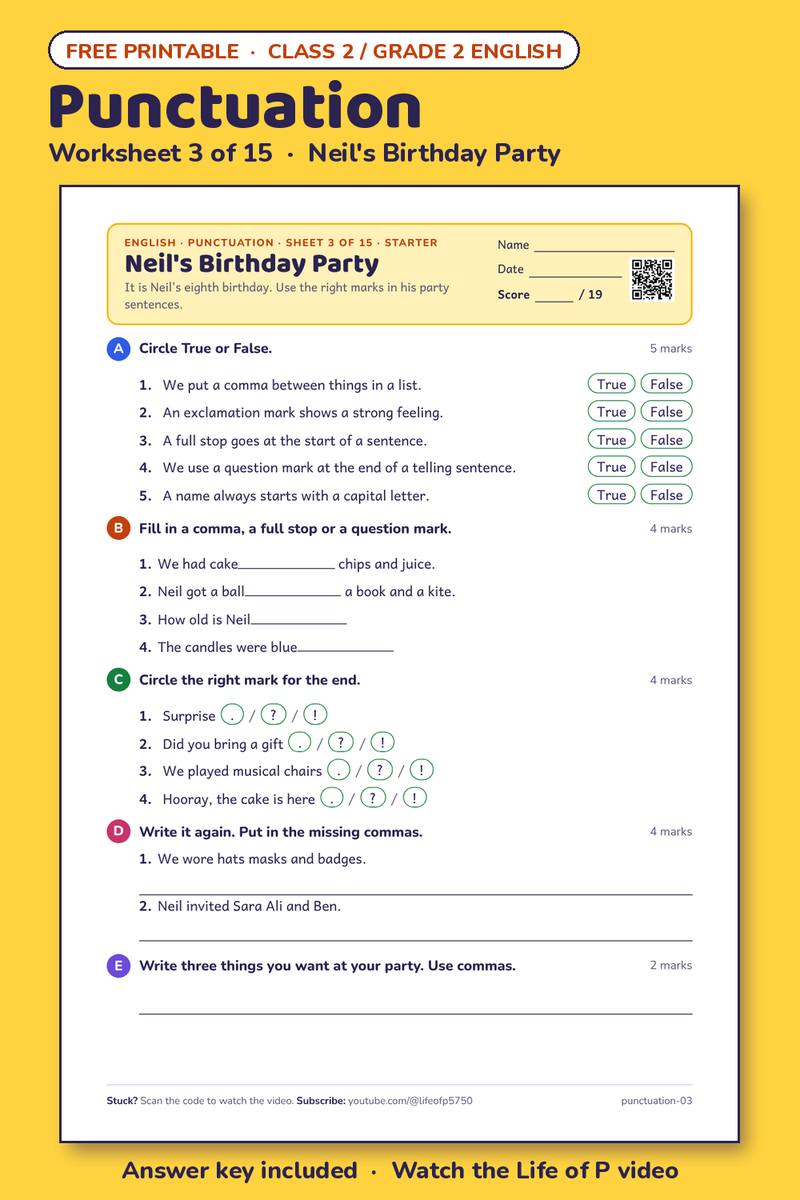 FREE PRINTABLE · CLASS 2 / GRADE 2 ENGLISH
Punctuation
Worksheet 3 of 15 · Neil's Birthday Party
ENGLISH · PUNCTUATION · SHEET 3 OF 15 · STARTER
Neil's Birthday Party
It is Neil's eighth birthday. Use the right marks in his party
sentences.
Name ____________
Date ____________
Score _____ / 19
A Circle True or False. 5 marks
1. We put a comma between things in a list. True False
2. An exclamation mark shows a strong feeling. True False
3. A full stop goes at the start of a sentence. True False
4. We use a question mark at the end of a telling sentence. True False
5. A name always starts with a capital letter. True False
B Fill in a comma, a full stop or a question mark. 4 marks
1. We had cake____________ chips and juice.
2. Neil got a ball____________ a book and a kite.
3. How old is Neil____________
4. The candles were blue____________
C Circle the right mark for the end. 4 marks
1. Surprise . / ? / !
2. Did you bring a gift . / ? / !
3. We played musical chairs . / ? / !
4. Hooray, the cake is here . / ? / !
D Write it again. Put in the missing commas. 4 marks
1. We wore hats masks and badges.
2. Neil invited Sara Ali and Ben.
E Write three things you want at your party. Use commas. 2 marks
Stuck? Scan the code to watch the video. Subscribe: youtube.com/@lifeofp5750 punctuation-03
Answer key included · Watch the Life of P video